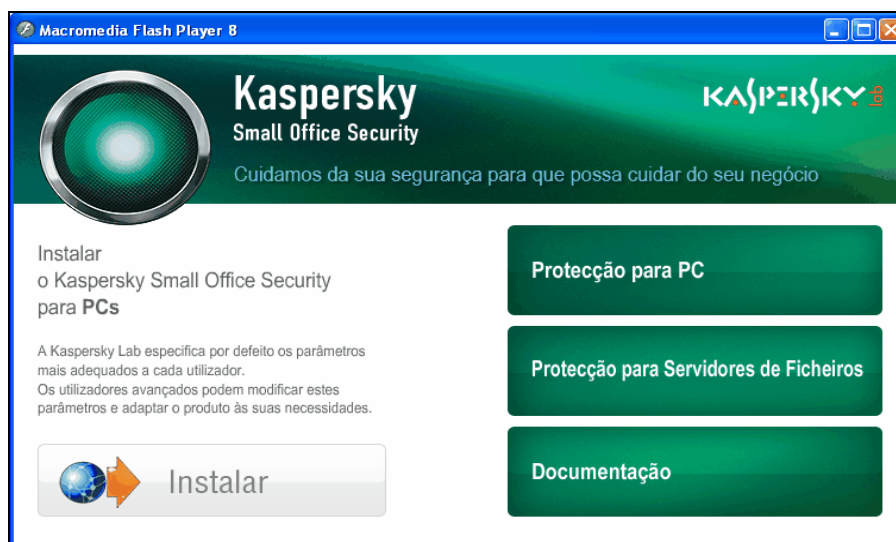 Macromedia Flash Player 8
Kaspersky
Small Office Security
KASPERSKY lab
Cuidamos da sua segurança para que possa cuidar do seu negócio
Instalar
o Kaspersky Small Office Security
para PCs
A Kaspersky Lab especifica por defeito os parâmetros
mais adequados a cada utilizador.
Os utilizadores avançados podem modificar estes
parâmetros e adaptar o produto às suas necessidades.
Instalar
Protecção para PC
Protecção para Servidores de Ficheiros
Documentação